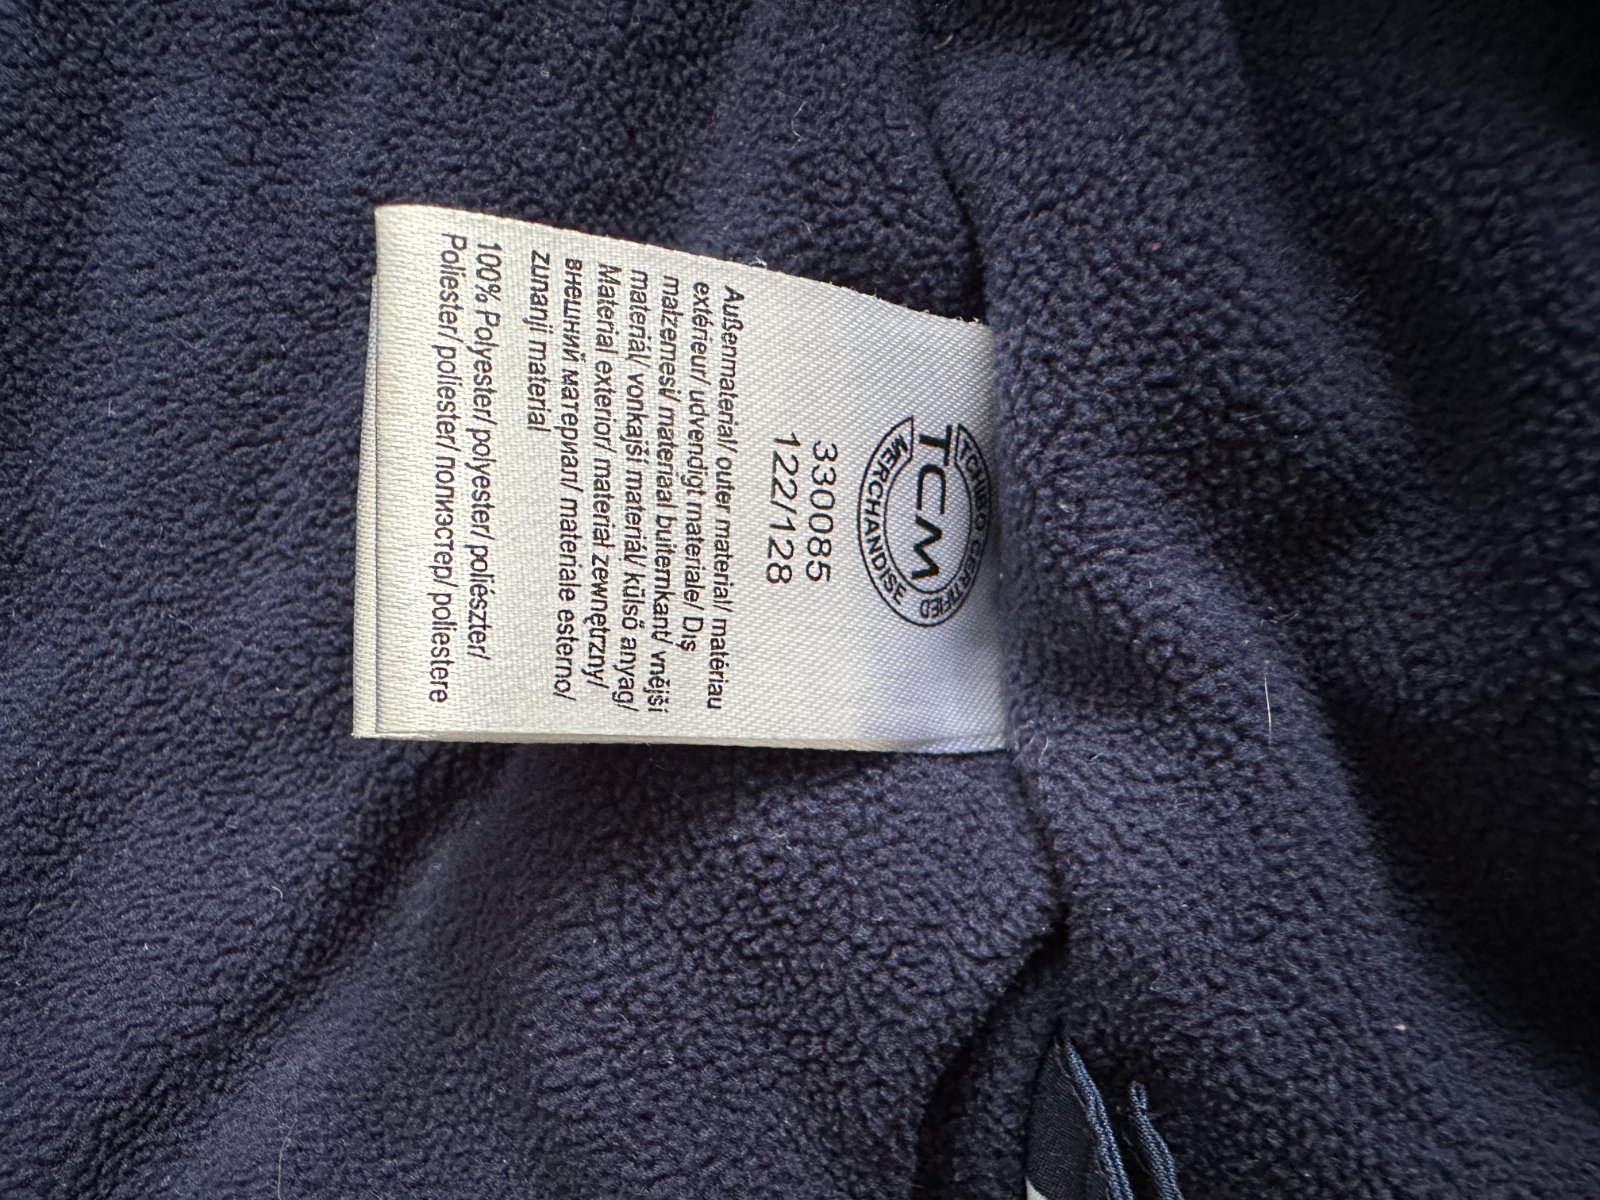 TCHIBO CERTIFIED
TCM
MERCHANDISE
330085
122/128
Außenmaterial/ outer material/ matériau
extérieur/ udvendigt materiale/ Dış
malzemesi/ materiaal buitenkant/ vnější
materiál/ vonkajší materiál/ külső anyag/
Material exterior/ materiał zewnętrzny/
внешний материал/ materiale esterno/
zunanji material
100% Polyester/ polyester/ poliészter/
Poliester/ poliester/ полиэстер/ poliestere